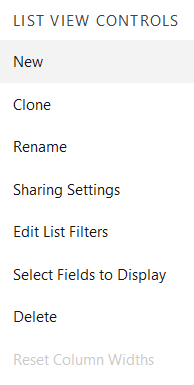 LIST VIEW CONTROLS
New
Clone
Rename
Sharing Settings
Edit List Filters
Select Fields to Display
Delete
Reset Column Widths